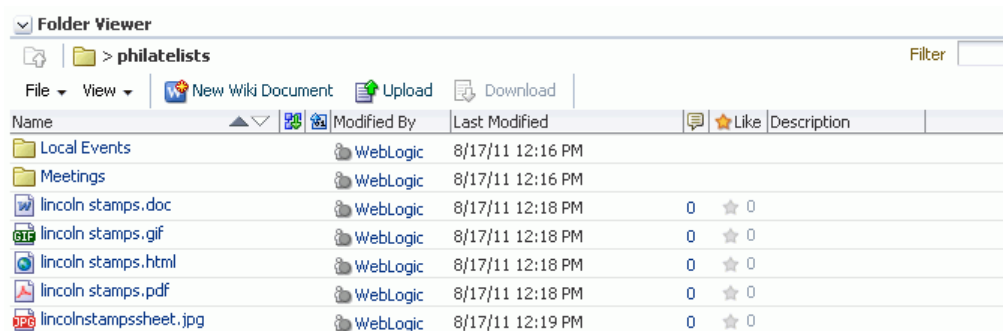 Folder Viewer
> philatelists Filter
File View New Wiki Document Upload Download
Name Modified By Last Modified Like Description
Local Events WebLogic 8/17/11 12:16 PM
Meetings WebLogic 8/17/11 12:16 PM
lincoln stamps.doc WebLogic 8/17/11 12:18 PM 0 0
lincoln stamps.gif WebLogic 8/17/11 12:18 PM 0 0
lincoln stamps.html WebLogic 8/17/11 12:18 PM 0 0
lincoln stamps.pdf WebLogic 8/17/11 12:18 PM 0 0
lincolnstampssheet.jpg WebLogic 8/17/11 12:19 PM 0 0